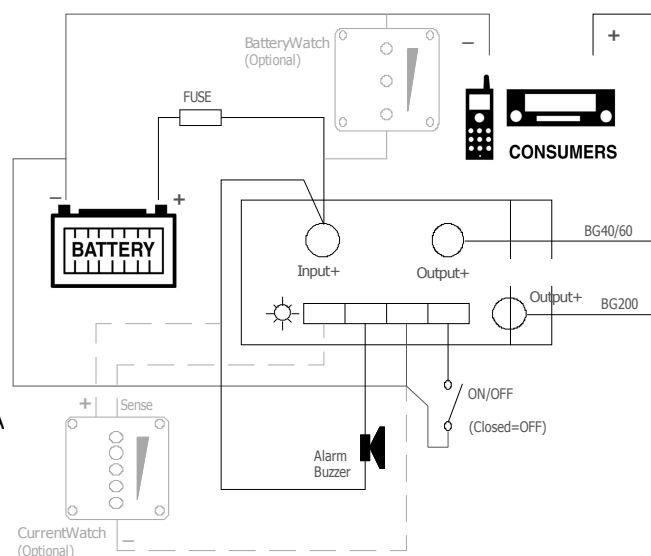 BatteryWatch
(Optional)
–
+
FUSE
CONSUMERS
–
+
BATTERY
BG40/60
Input+
Output+
Output+
BG200
+
Sense
ON/OFF
A
(Closed=OFF)
Alarm
Buzzer
CurrentWatch
–
(Optional)